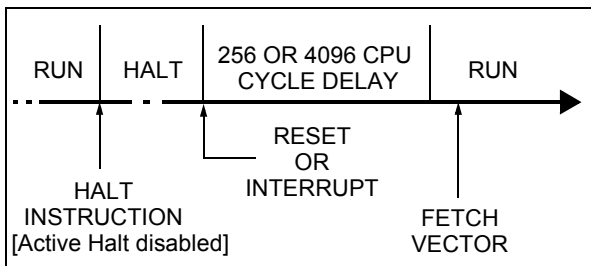 RUN
HALT
256 OR 4096 CPU
CYCLE DELAY
RUN
RESET
OR
INTERRUPT
HALT
INSTRUCTION
[Active Halt disabled]
FETCH
VECTOR